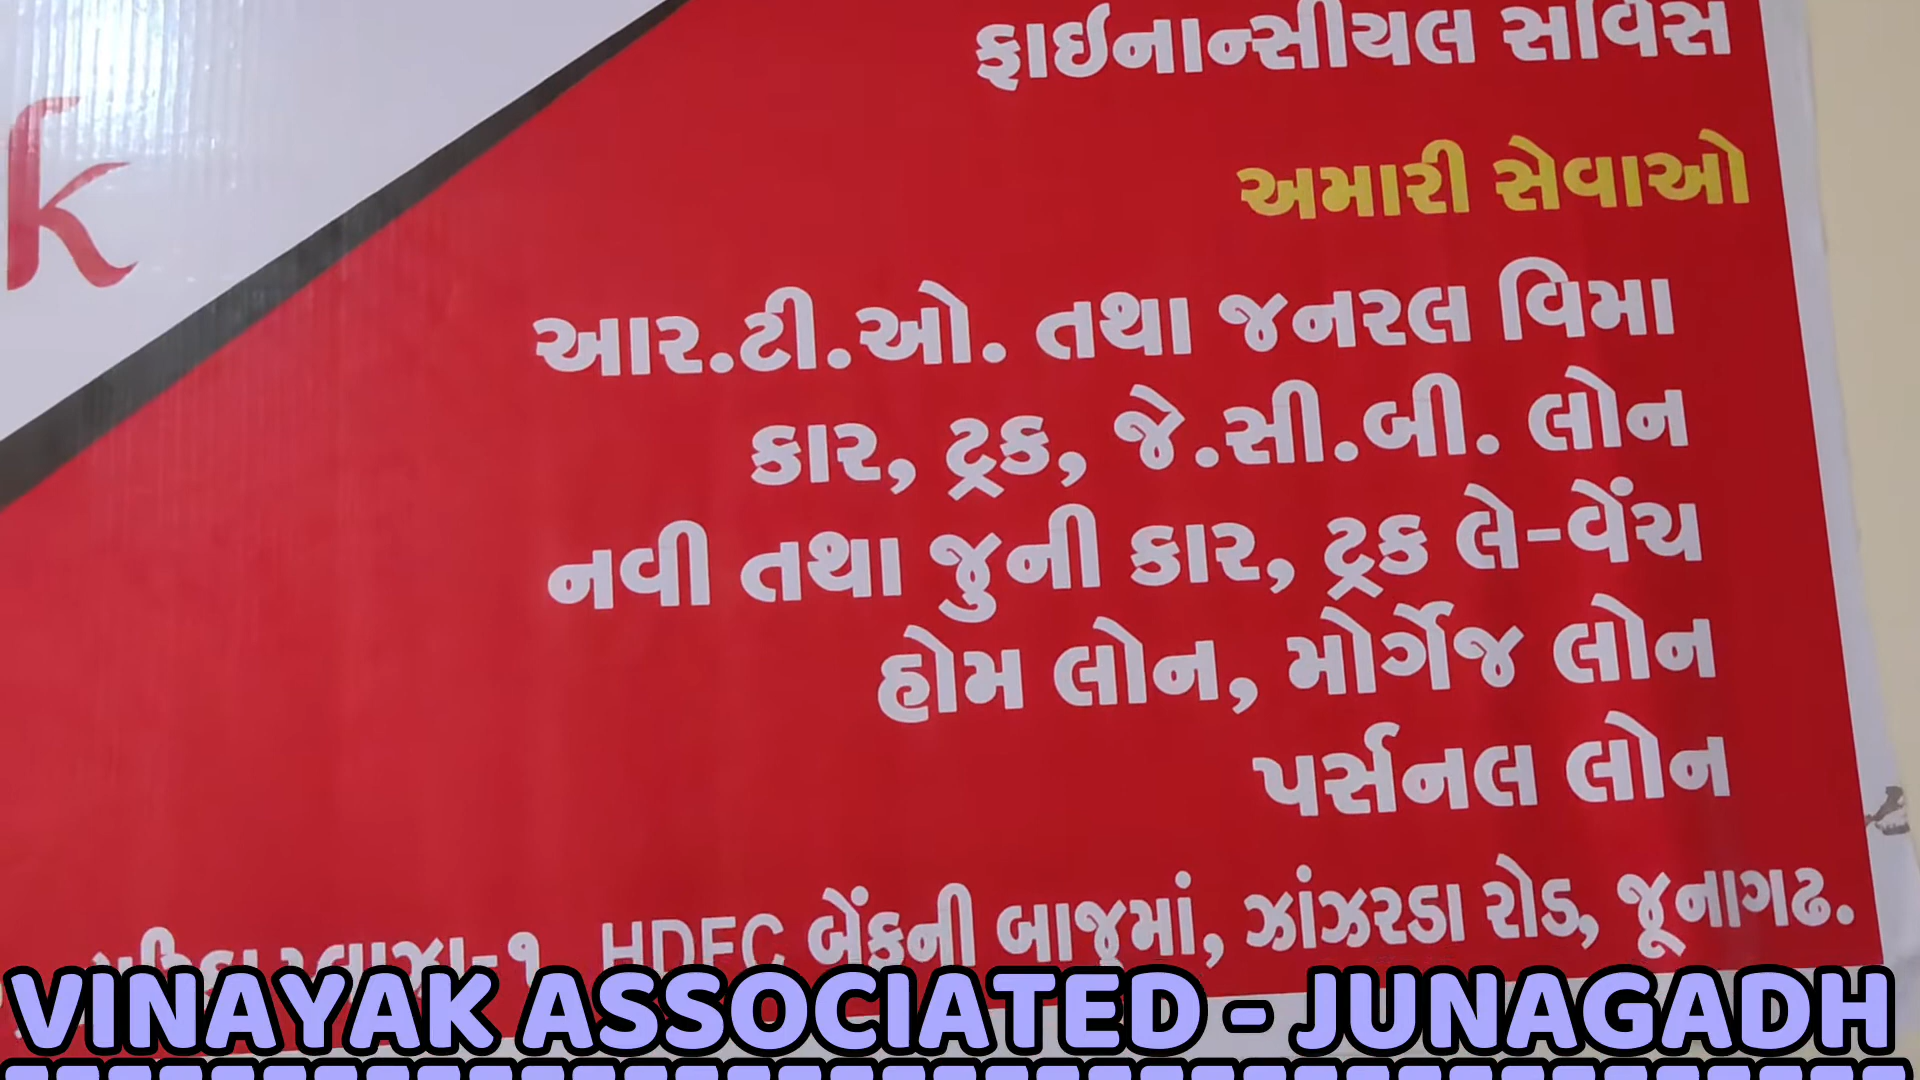 k
ફાઇનાન્સીયલ સર્વિસ
અમારી સેવાઓ
આર.ટી.ઓ. તથા જનરલ વિમા
કાર, ટ્રક, જે.સી.બી. લોન
નવી તથા જુની કાર, ટ્રક લે-વેંચ
હોમ લોન, મોર્ગેજ લોન
પર્સનલ લોન
HDFC બેંકની બાજુમાં, ઝાંઝરડા રોડ, જૂનાગઢ.
VINAYAK ASSOCIATED - JUNAGADH